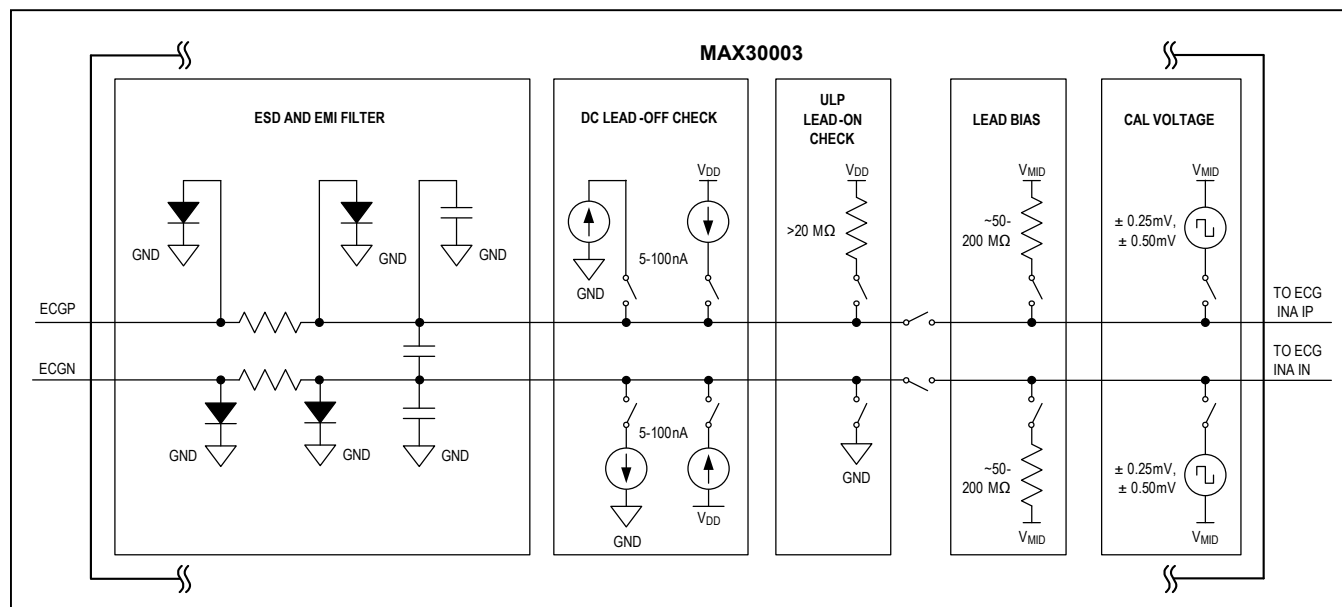 MAX30003
ESD AND EMI FILTER
GND
GND
GND
ECGP
ECGN
GND
GND
GND
DC LEAD-OFF CHECK
VDD
5-100nA
GND
5-100nA
GND
VDD
ULP
LEAD-ON
CHECK
VDD
>20 MΩ
GND
LEAD BIAS
VMID
~50-
200 MΩ
~50-
200 MΩ
VMID
CAL VOLTAGE
VMID
± 0.25mV,
± 0.50mV
± 0.25mV,
± 0.50mV
VMID
TO ECG
INA IP
TO ECG
INA IN